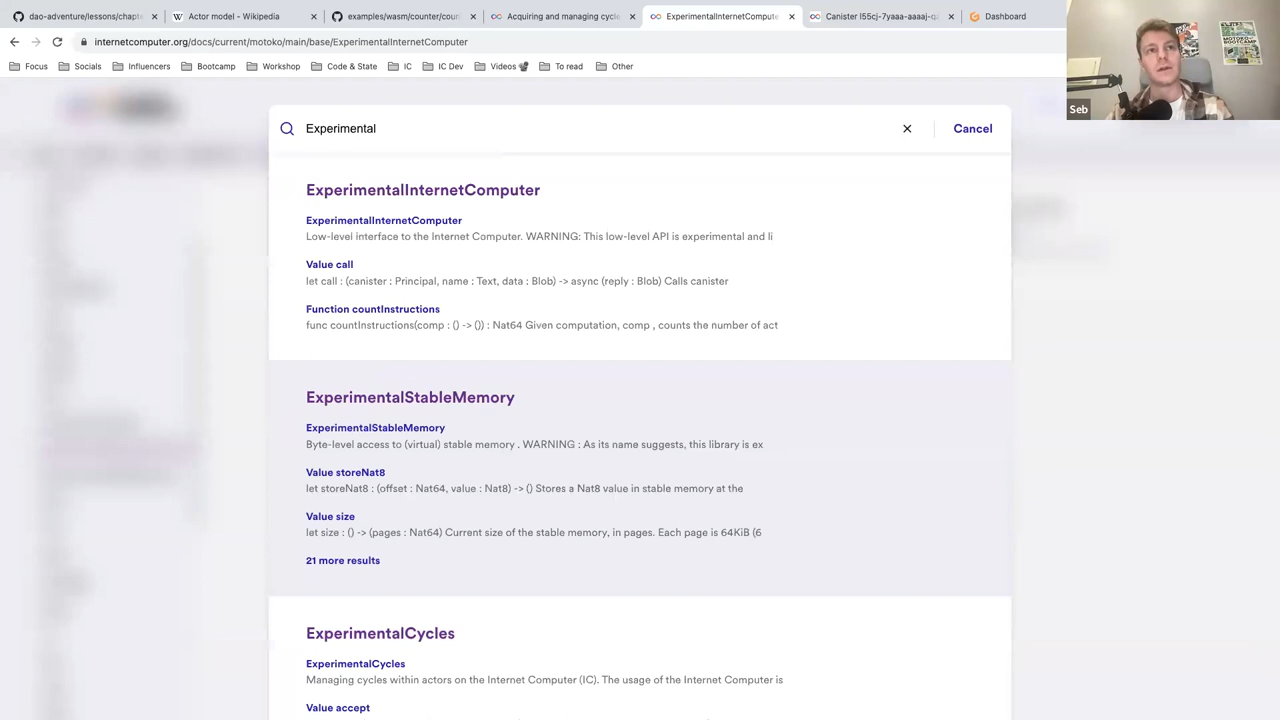 dao-adventure/lessons/chapte
Actor model - Wikipedia
examples/wasm/counter/coun
Acquiring and managing cycle
ExperimentalInternetCompute
Canister l55cj-7yaaa-aaaaj-qa
Dashboard
internetcomputer.org/docs/current/motoko/main/base/ExperimentalInternetComputer
Focus Socials Influencers Bootcamp Workshop Code & State IC IC Dev Videos To read Other
Seb
MOTOKO BOOTCAMP
Experimental
Cancel
ExperimentalInternetComputer
ExperimentalInternetComputer
Low-level interface to the Internet Computer. WARNING: This low-level API is experimental and li
Value call
let call : (canister : Principal, name : Text, data : Blob) -> async (reply : Blob) Calls canister
Function countInstructions
func countInstructions(comp : () -> ()) : Nat64 Given computation, comp , counts the number of act
ExperimentalStableMemory
ExperimentalStableMemory
Byte-level access to (virtual) stable memory . WARNING : As its name suggests, this library is ex
Value storeNat8
let storeNat8 : (offset : Nat64, value : Nat8) -> () Stores a Nat8 value in stable memory at the
Value size
let size : () -> (pages : Nat64) Current size of the stable memory, in pages. Each page is 64KiB (6
21 more results
ExperimentalCycles
ExperimentalCycles
Managing cycles within actors on the Internet Computer (IC). The usage of the Internet Computer is
Value accept